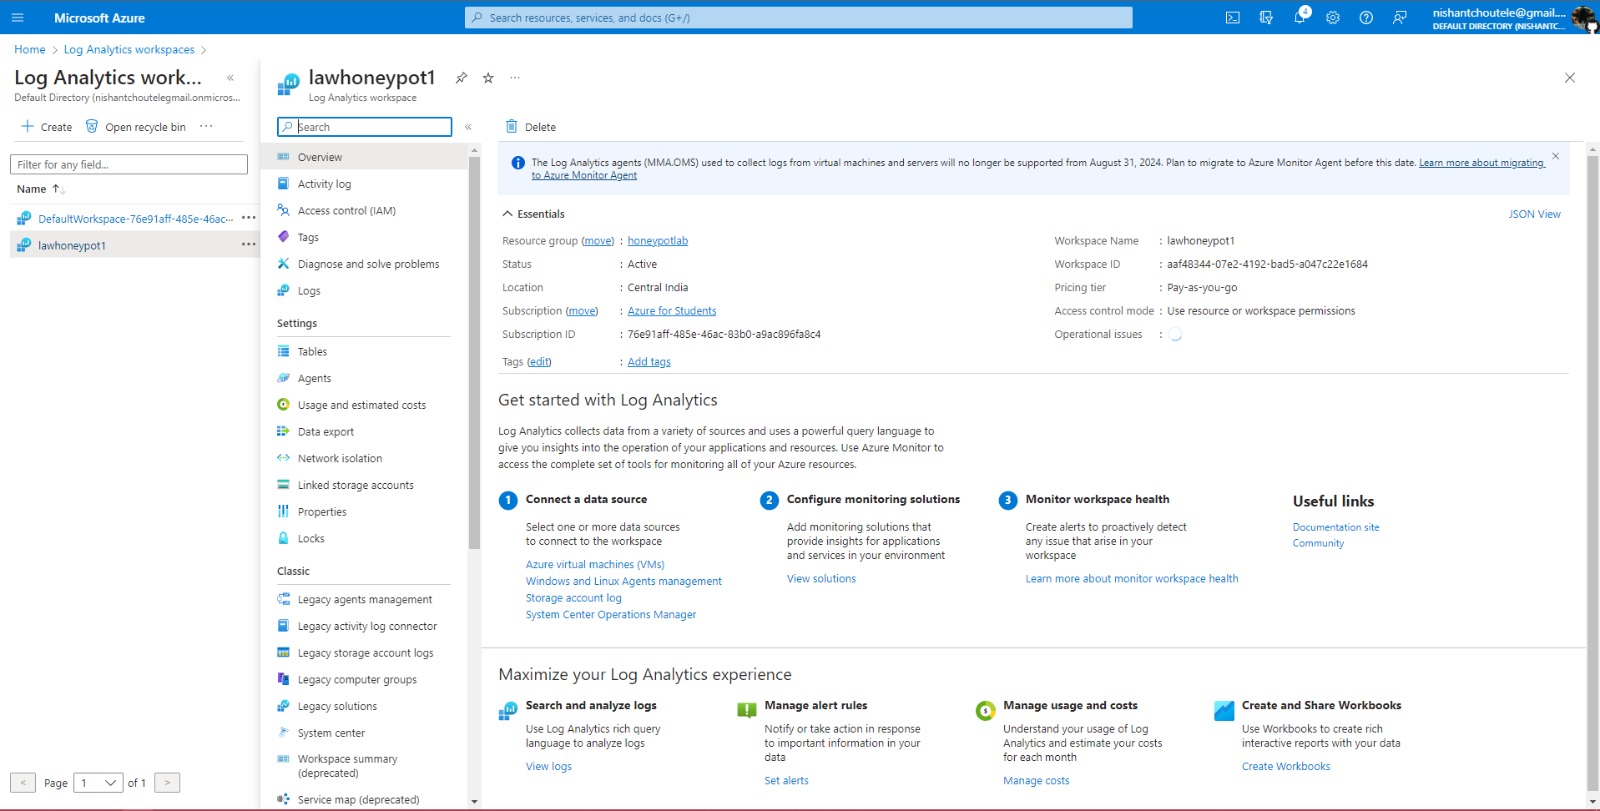 Microsoft Azure
Search resources, services, and docs (G+/)
4
nishantchoutele@gmail....
DEFAULT DIRECTORY (NISHANTC...
Home > Log Analytics workspaces >
Log Analytics work... «
Default Directory (nishantchoutelegmail.onmicros...
Create Open recycle bin ...
Filter for any field...
Name ↑↓
DefaultWorkspace-76e91aff-485e-46ac-... ...
lawhoneypot1 ...
< Page 1 of 1 >
lawhoneypot1 ...
Log Analytics workspace
Search «
Overview
Activity log
Access control (IAM)
Tags
Diagnose and solve problems
Logs
Settings
Tables
Agents
Usage and estimated costs
Data export
Network isolation
Linked storage accounts
Properties
Locks
Classic
Legacy agents management
Legacy activity log connector
Legacy storage account logs
Legacy computer groups
Legacy solutions
System center
Workspace summary
(deprecated)
Service map (deprecated)
Delete
The Log Analytics agents (MMA,OMS) used to collect logs from virtual machines and servers will no longer be supported from August 31, 2024. Plan to migrate to Azure Monitor Agent before this date. Learn more about migrating
to Azure Monitor Agent
Essentials
JSON View
Resource group (move) : honeypotlab
Status : Active
Location : Central India
Subscription (move) : Azure for Students
Subscription ID : 76e91aff-485e-46ac-83b0-a9ac896fa8c4
Tags (edit) : Add tags
Workspace Name : lawhoneypot1
Workspace ID : aaf48344-07e2-4192-bad5-a047c22e1684
Pricing tier : Pay-as-you-go
Access control mode : Use resource or workspace permissions
Operational issues :
Get started with Log Analytics
Log Analytics collects data from a variety of sources and uses a powerful query language to
give you insights into the operation of your applications and resources. Use Azure Monitor to
access the complete set of tools for monitoring all of your Azure resources.
1 Connect a data source
Select one or more data sources
to connect to the workspace
Azure virtual machines (VMs)
Windows and Linux Agents management
Storage account log
System Center Operations Manager
2 Configure monitoring solutions
Add monitoring solutions that
provide insights for applications
and services in your environment
View solutions
3 Monitor workspace health
Create alerts to proactively detect
any issue that arise in your
workspace
Learn more about monitor workspace health
Useful links
Documentation site
Community
Maximize your Log Analytics experience
Search and analyze logs
Use Log Analytics rich query
language to analyze logs
View logs
Manage alert rules
Notify or take action in response
to important information in your
data
Set alerts
Manage usage and costs
Understand your usage of Log
Analytics and estimate your costs
for each month
Manage costs
Create and Share Workbooks
Use Workbooks to create rich
interactive reports with your data
Create Workbooks